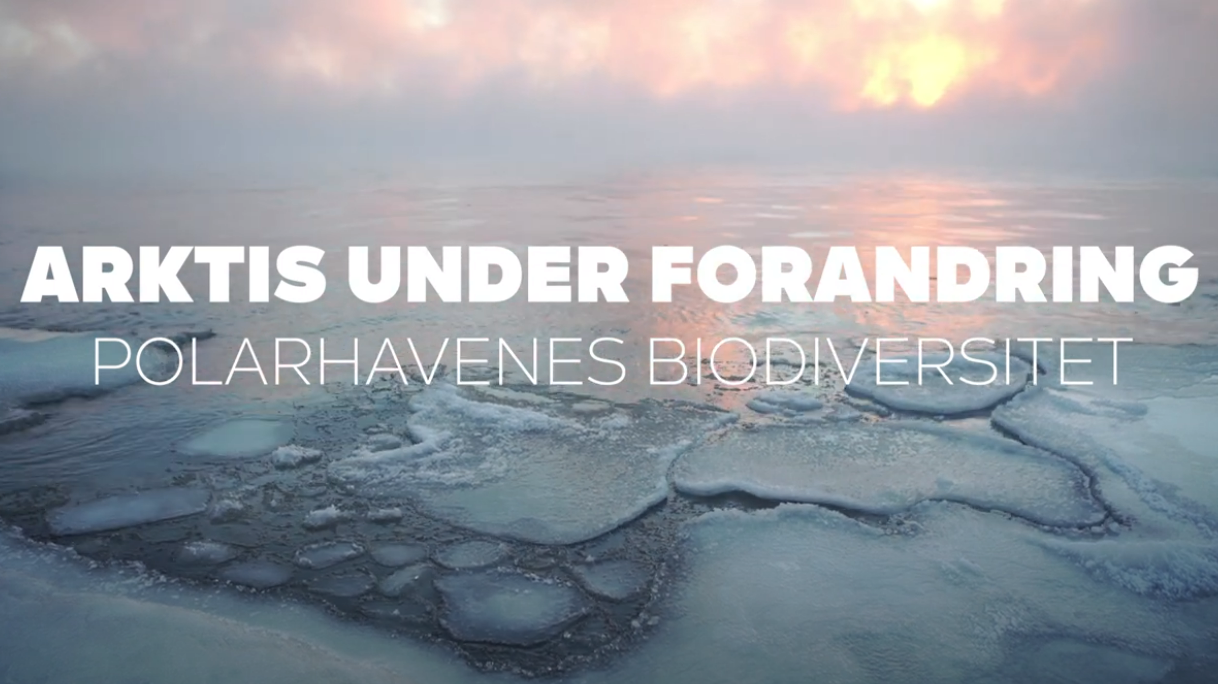 ARKTIS UNDER FORANDRING
POLARHAVENES BIODIVERSITET